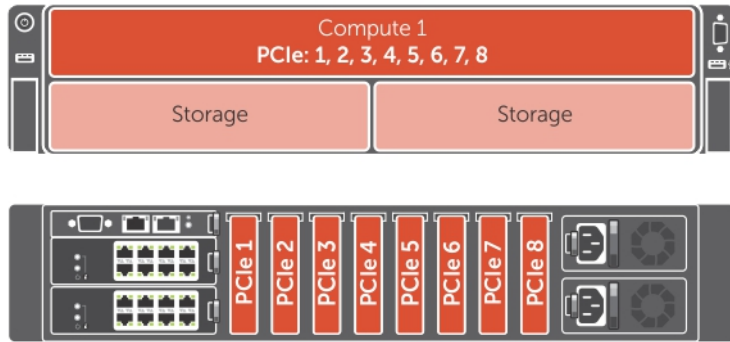 Compute 1
PCIe: 1, 2, 3, 4, 5, 6, 7, 8
Storage
Storage
PCIe 1
PCIe 2
PCIe 3
PCIe 4
PCIe 5
PCIe 6
PCIe 7
PCIe 8